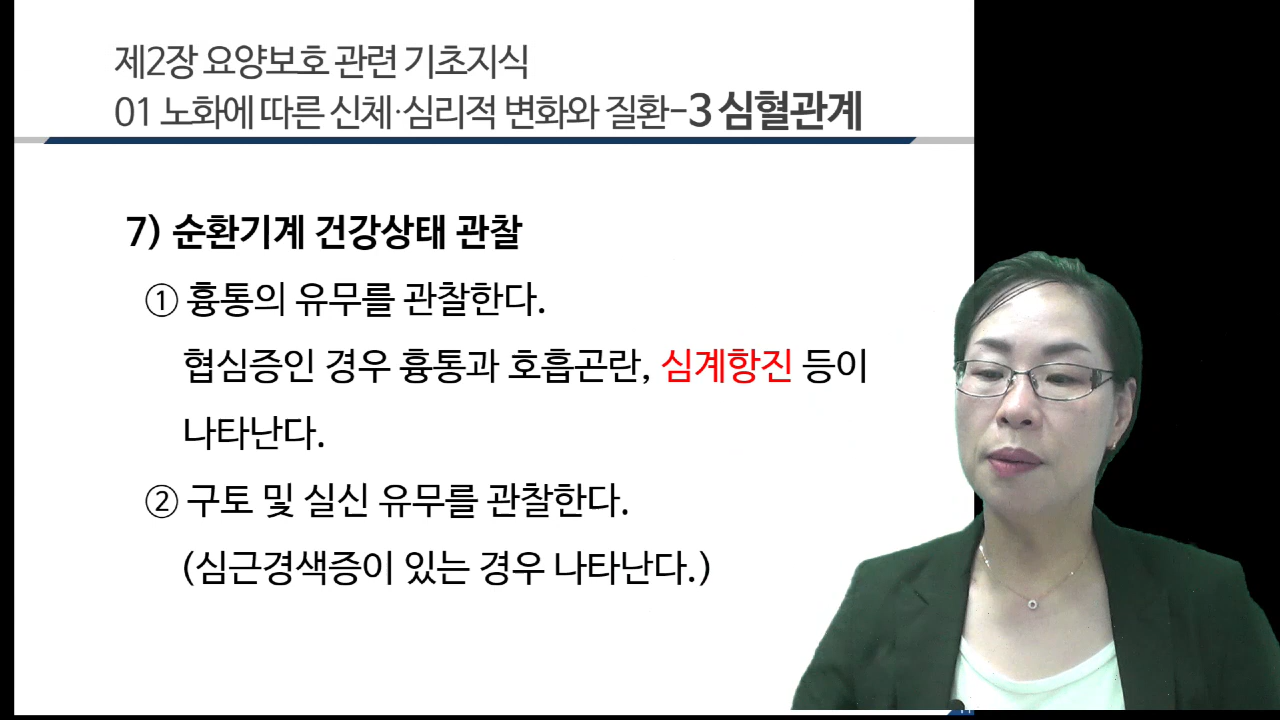 제2장 요양보호 관련 기초지식
01 노화에 따른 신체·심리적 변화와 질환-3 심혈관계
7) 순환기계 건강상태 관찰
① 흉통의 유무를 관찰한다.
협심증인 경우 흉통과 호흡곤란, 심계항진 등이
나타난다.
② 구토 및 실신 유무를 관찰한다.
(심근경색증이 있는 경우 나타난다.)